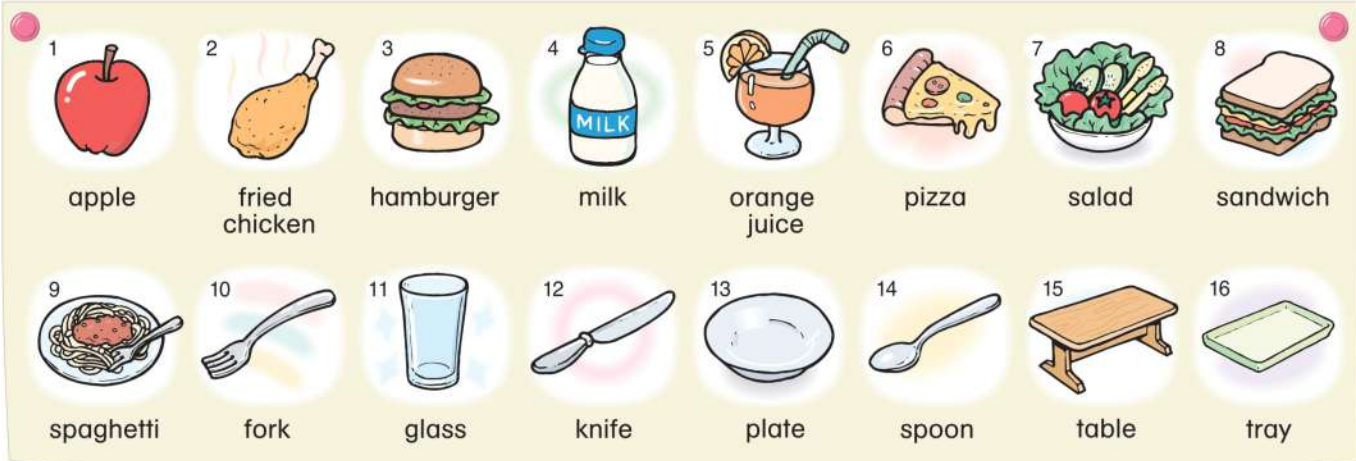 1 2 3 4 5 6 7 8
MILK
apple fried chicken hamburger milk orange juice pizza salad sandwich
9 10 11 12 13 14 15 16
spaghetti fork glass knife plate spoon table tray